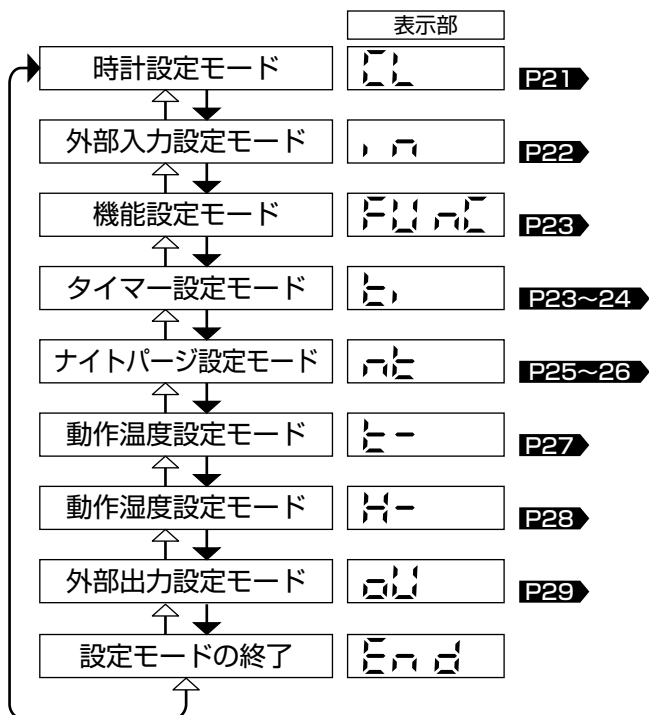 表示部
時計設定モード CL P21
外部入力設定モード in P22
機能設定モード FUnC P23
タイマー設定モード ti P23~24
ナイトパージ設定モード nt P25~26
動作温度設定モード t- P27
動作湿度設定モード H- P28
外部出力設定モード oU P29
設定モードの終了 End